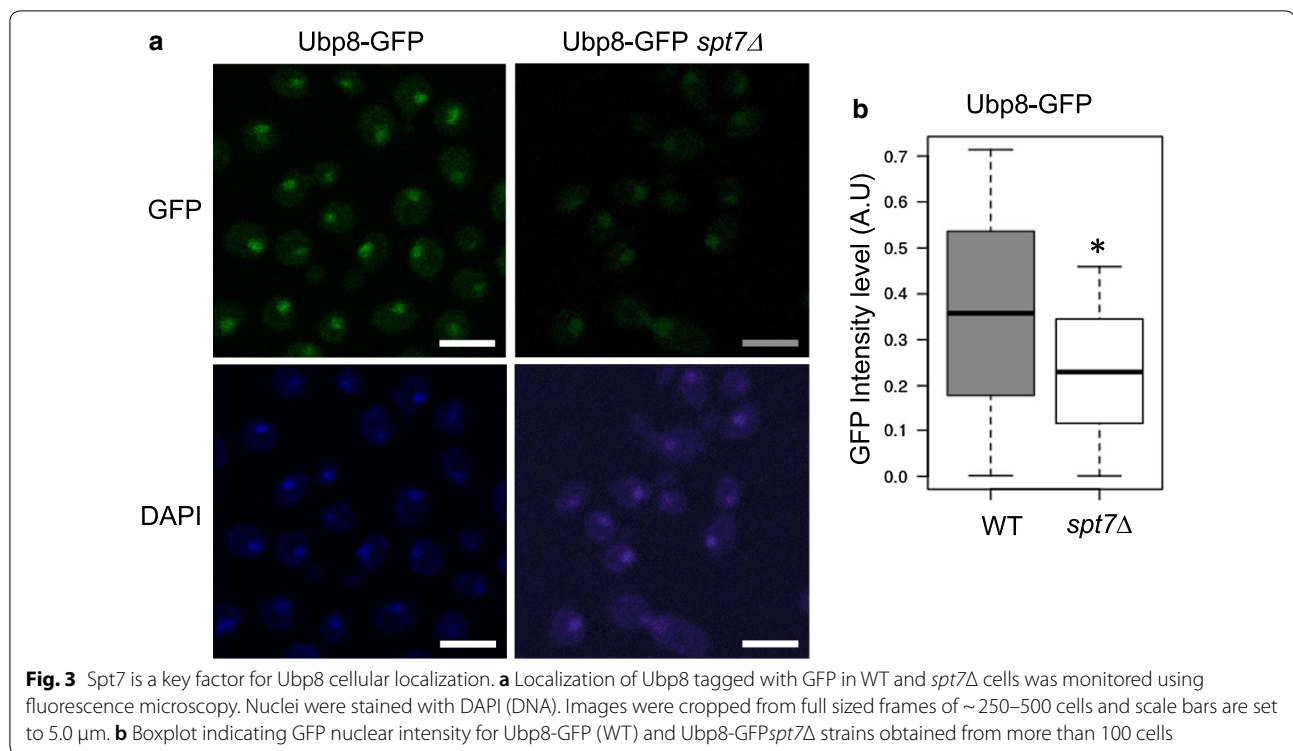 a
Ubp8-GFP
Ubp8-GFP spt7Δ
GFP
DAPI
b
Ubp8-GFP
GFP Intensity level (A.U)
0.7
0.6
0.5
0.4
0.3
0.2
0.1
0.0
*
WT
spt7Δ
Fig. 3 Spt7 is a key factor for Ubp8 cellular localization. a Localization of Ubp8 tagged with GFP in WT and spt7Δ cells was monitored using
fluorescence microscopy. Nuclei were stained with DAPI (DNA). Images were cropped from full sized frames of ~250–500 cells and scale bars are set
to 5.0 μm. b Boxplot indicating GFP nuclear intensity for Ubp8-GFP (WT) and Ubp8-GFPspt7Δ strains obtained from more than 100 cells